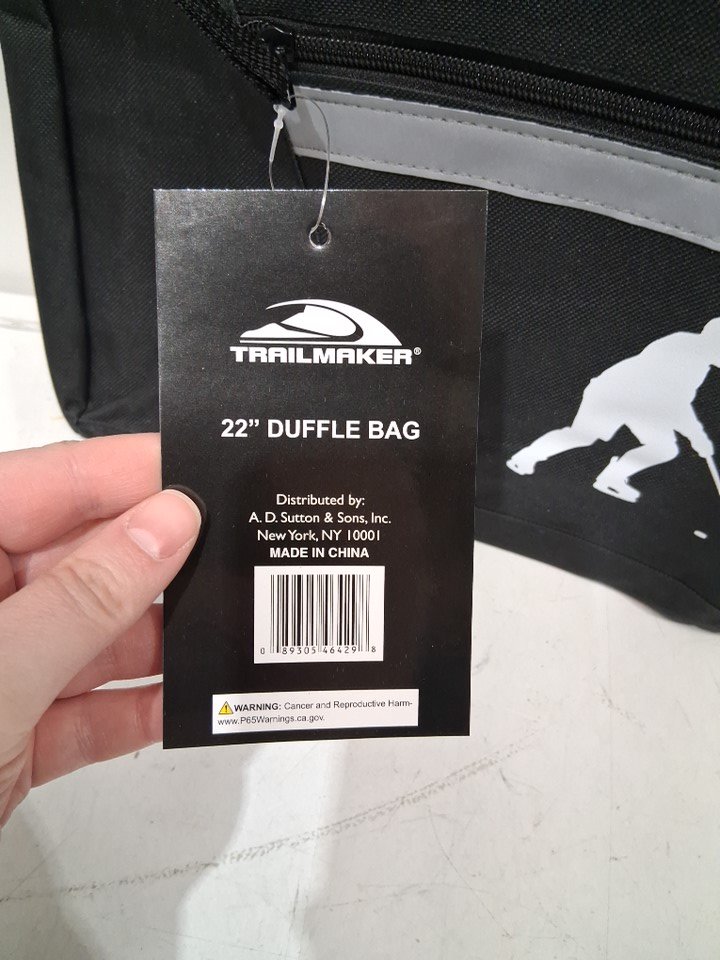 TRAILMAKER®
22” DUFFLE BAG
Distributed by:
A. D. Sutton & Sons, Inc.
New York, NY 10001
MADE IN CHINA
0 89305 46429 8
WARNING: Cancer and Reproductive Harm-
www.P65Warnings.ca.gov.